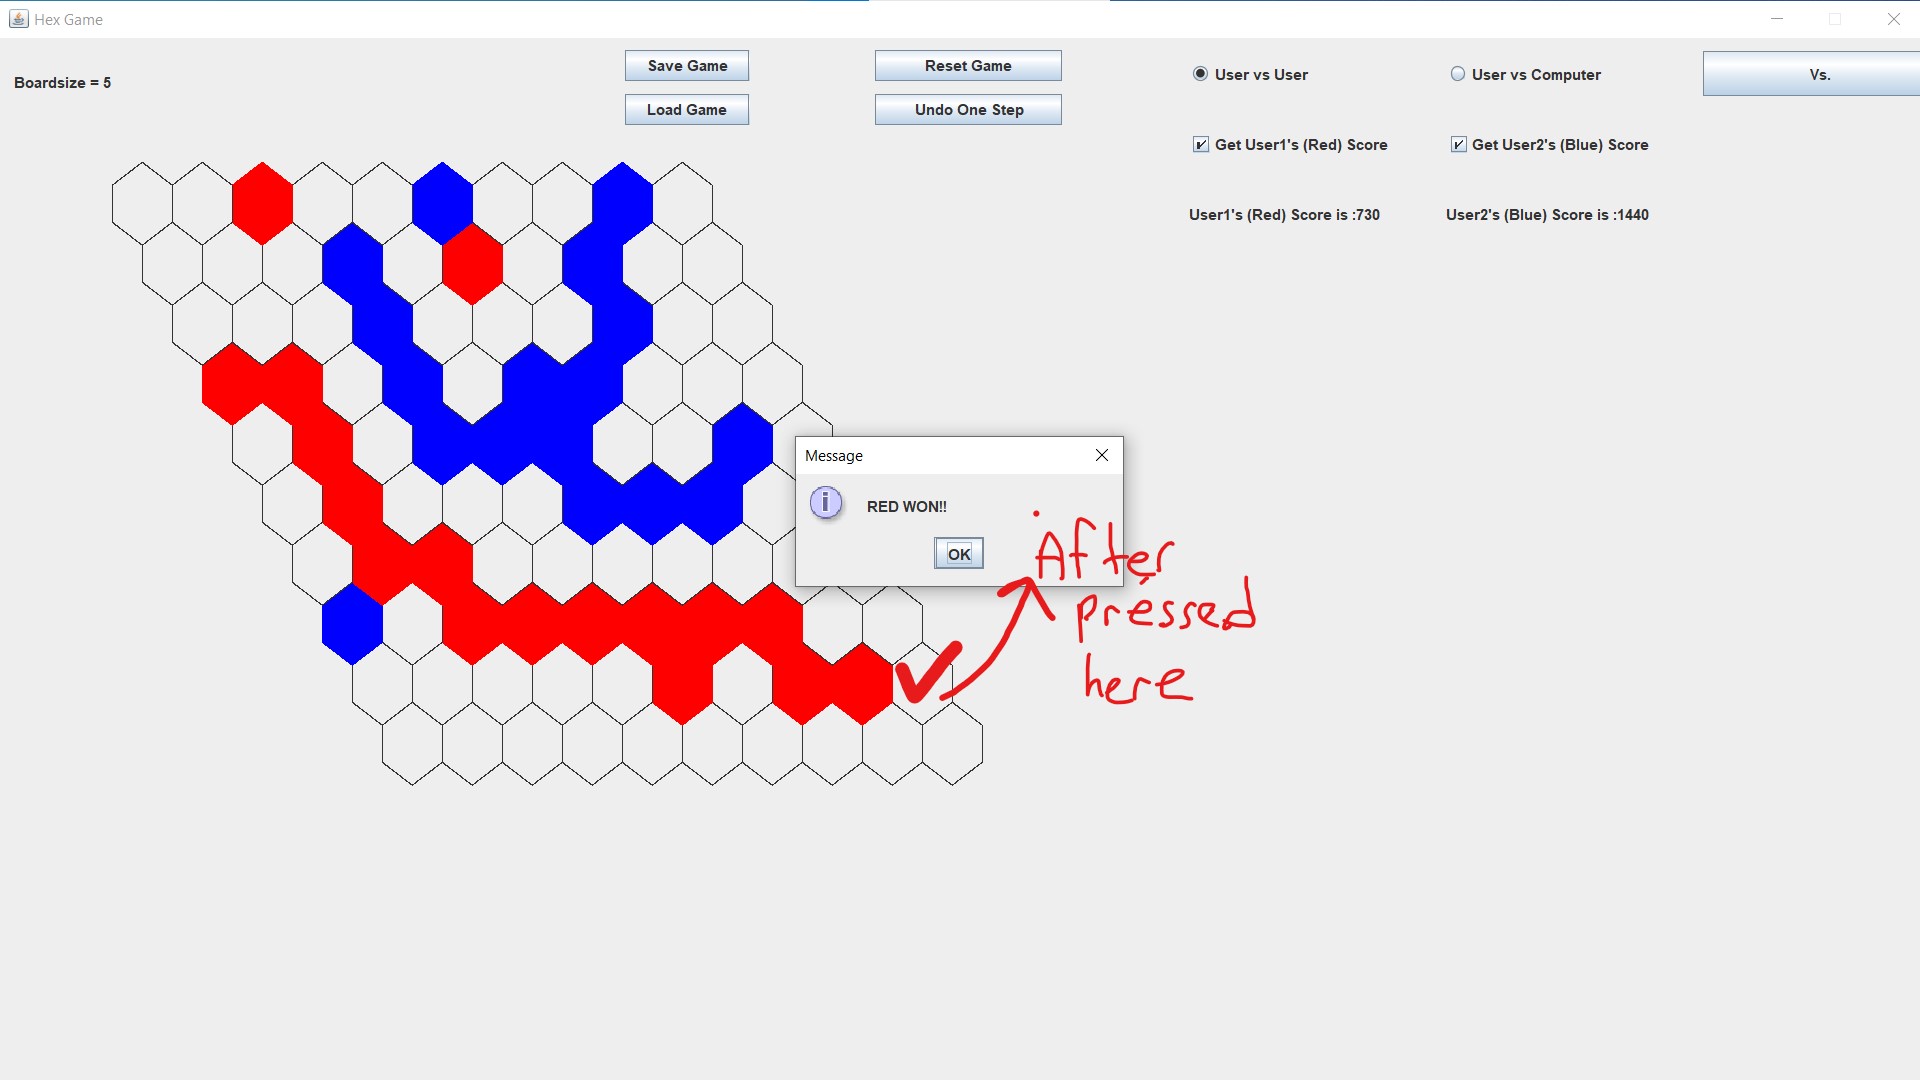 Hex Game
Save Game
Reset Game
User vs User
User vs Computer
Vs.
Boardsize = 5
Load Game
Undo One Step
Get User1's (Red) Score
Get User2's (Blue) Score
User1's (Red) Score is :730
User2's (Blue) Score is :1440
Message
RED WON!!
OK
After
pressed
here